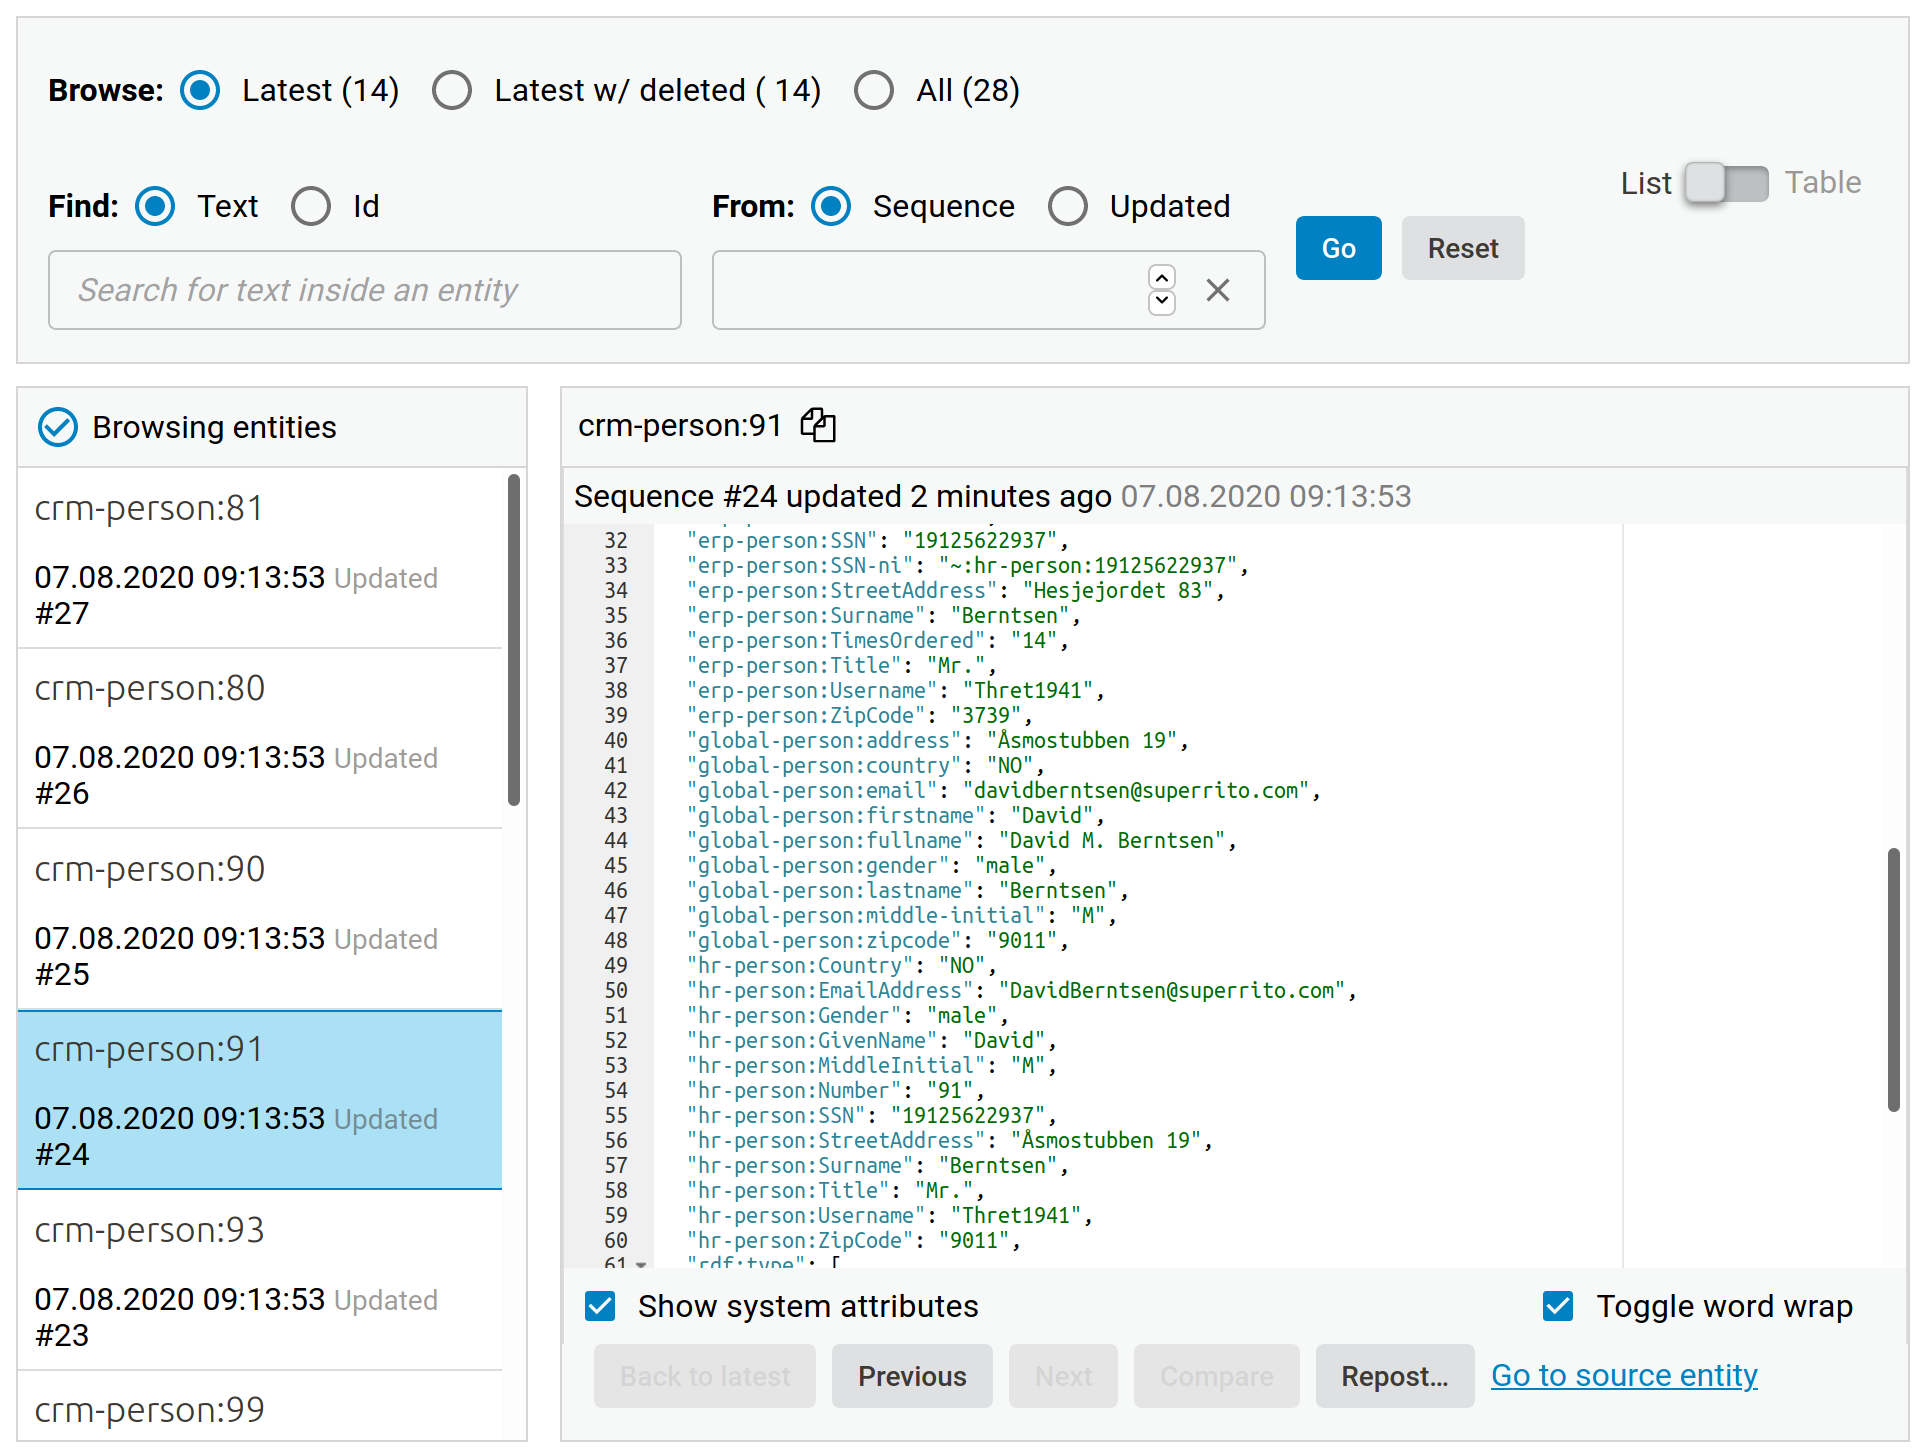 Browse: Latest (14) Latest w/ deleted ( 14) All (28)
List Table
Find: Text Id From: Sequence Updated
Go Reset
Search for text inside an entity
Browsing entities
crm-person:81
07.08.2020 09:13:53 Updated
#27
crm-person:80
07.08.2020 09:13:53 Updated
#26
crm-person:90
07.08.2020 09:13:53 Updated
#25
crm-person:91
07.08.2020 09:13:53 Updated
#24
crm-person:93
07.08.2020 09:13:53 Updated
#23
crm-person:99
crm-person:91
Sequence #24 updated 2 minutes ago 07.08.2020 09:13:53
32 "erp-person:SSN": "19125622937",
33 "erp-person:SSN-ni": "~:hr-person:19125622937",
34 "erp-person:StreetAddress": "Hesjejordet 83",
35 "erp-person:Surname": "Berntsen",
36 "erp-person:TimesOrdered": "14",
37 "erp-person:Title": "Mr.",
38 "erp-person:Username": "Thret1941",
39 "erp-person:ZipCode": "3739",
40 "global-person:address": "Åsmostubben 19",
41 "global-person:country": "NO",
42 "global-person:email": "davidberntsen@superrito.com",
43 "global-person:firstname": "David",
44 "global-person:fullname": "David M. Berntsen",
45 "global-person:gender": "male",
46 "global-person:lastname": "Berntsen",
47 "global-person:middle-initial": "M",
48 "global-person:zipcode": "9011",
49 "hr-person:Country": "NO",
50 "hr-person:EmailAddress": "DavidBerntsen@superrito.com",
51 "hr-person:Gender": "male",
52 "hr-person:GivenName": "David",
53 "hr-person:MiddleInitial": "M",
54 "hr-person:Number": "91",
55 "hr-person:SSN": "19125622937",
56 "hr-person:StreetAddress": "Åsmostubben 19",
57 "hr-person:Surname": "Berntsen",
58 "hr-person:Title": "Mr.",
59 "hr-person:Username": "Thret1941",
60 "hr-person:ZipCode": "9011",
61 "rdf:type": [
Show system attributes Toggle word wrap
Back to latest Previous Next Compare Repost... Go to source entity